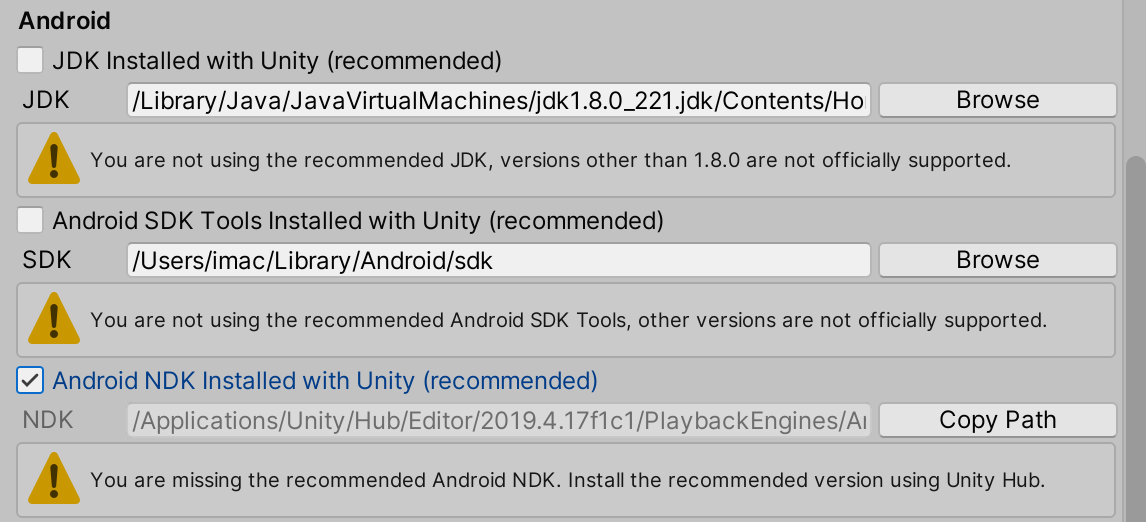 Android
JDK Installed with Unity (recommended)
JDK /Library/Java/JavaVirtualMachines/jdk1.8.0_221.jdk/Contents/Ho Browse
You are not using the recommended JDK, versions other than 1.8.0 are not officially supported.
Android SDK Tools Installed with Unity (recommended)
SDK /Users/imac/Library/Android/sdk Browse
You are not using the recommended Android SDK Tools, other versions are not officially supported.
Android NDK Installed with Unity (recommended)
NDK /Applications/Unity/Hub/Editor/2019.4.17f1c1/PlaybackEngines/A Copy Path
You are missing the recommended Android NDK. Install the recommended version using Unity Hub.